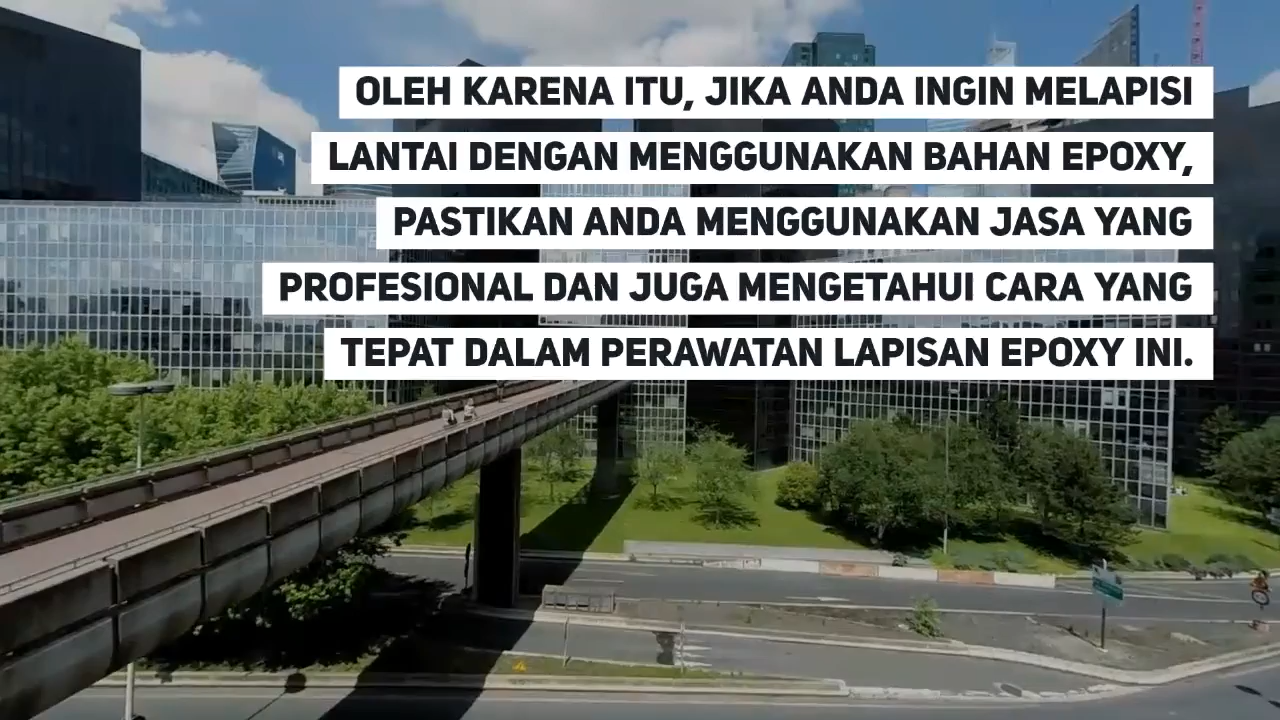 OLEH KARENA ITU, JIKA ANDA INGIN MELAPISI
LANTAI DENGAN MENGGUNAKAN BAHAN EPOXY,
PASTIKAN ANDA MENGGUNAKAN JASA YANG
PROFESIONAL DAN JUGA MENGETAHUI CARA YANG
TEPAT DALAM PERAWATAN LAPISAN EPOXY INI.